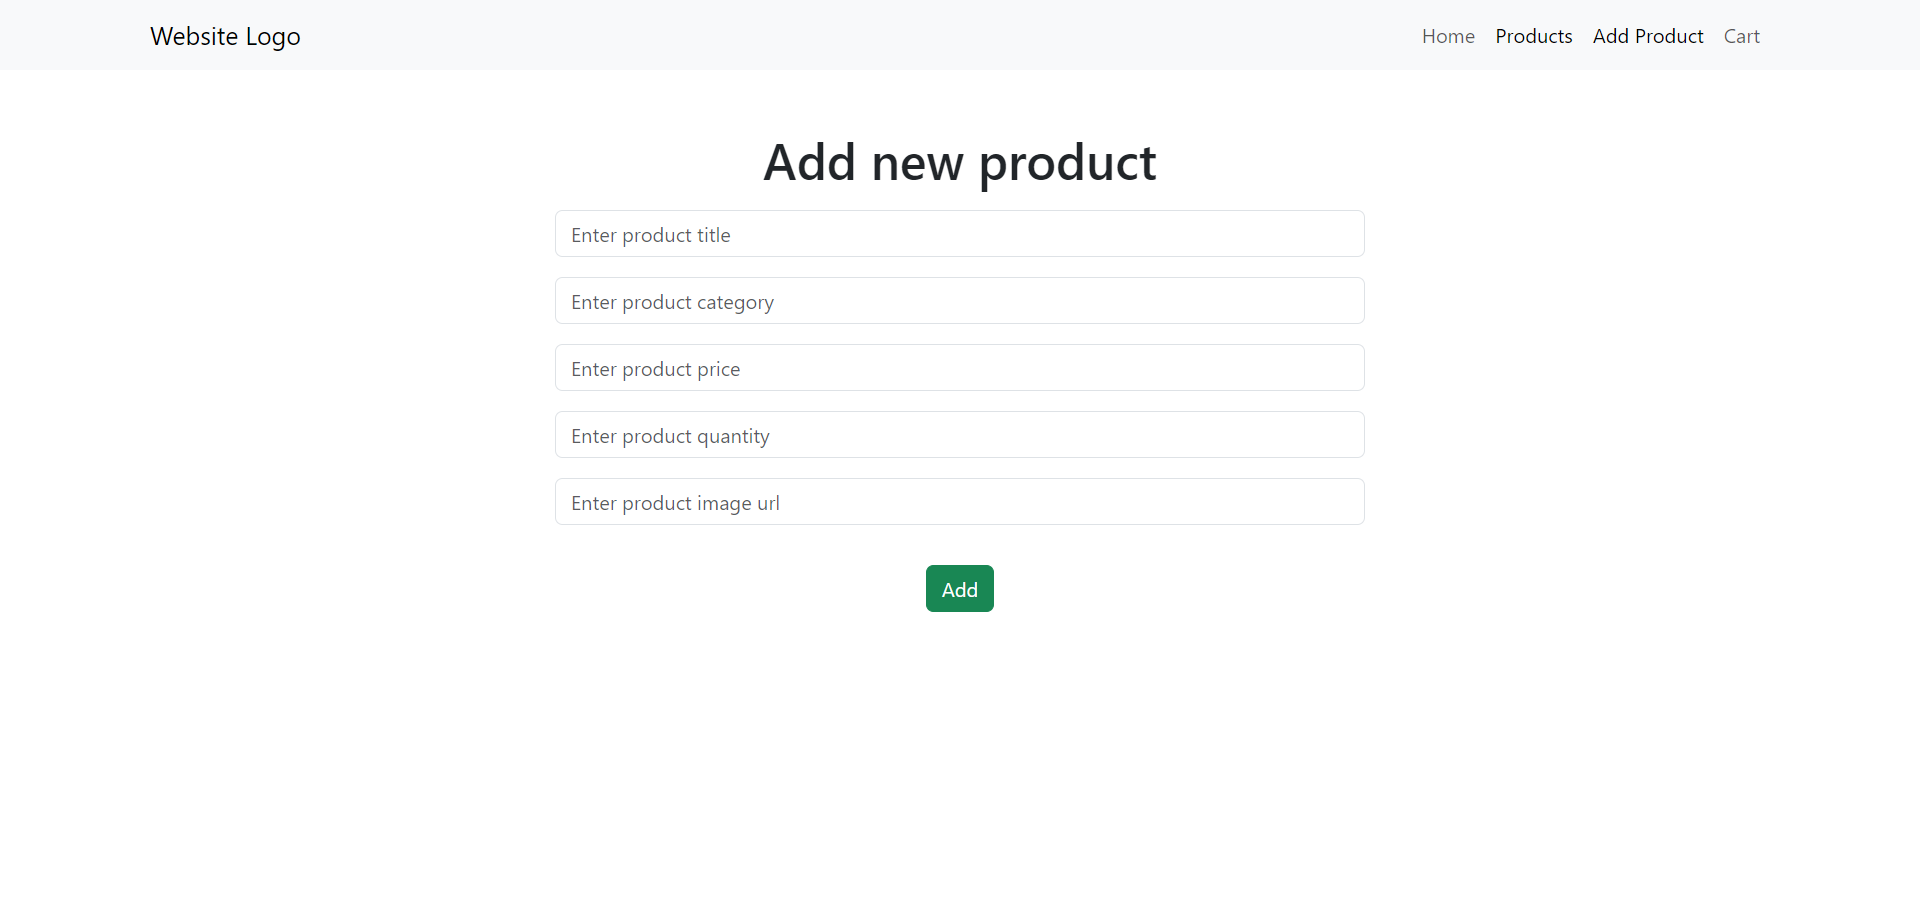 Website Logo
Home Products Add Product Cart
Add new product
Enter product title
Enter product category
Enter product price
Enter product quantity
Enter product image url
Add